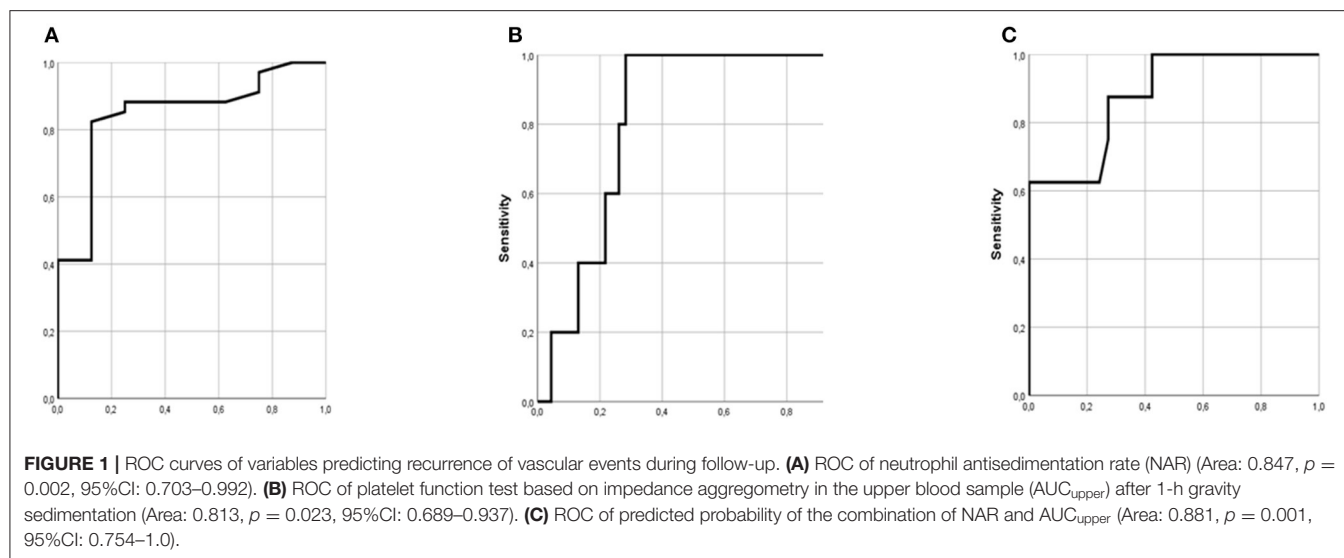 A
1,0
0,8
0,6
0,4
0,2
0,0
0,0 0,2 0,4 0,6 0,8 1,0
B
Sensitivity
1,0
0,8
0,6
0,4
0,2
0,0
0,0 0,2 0,4 0,6 0,8
C
Sensitivity
1,0
0,8
0,6
0,4
0,2
0,0
0,0 0,2 0,4 0,6 0,8 1,0
FIGURE 1 | ROC curves of variables predicting recurrence of vascular events during follow-up. (A) ROC of neutrophil antisedimentation rate (NAR) (Area: 0.847, p =
0.002, 95%CI: 0.703–0.992). (B) ROC of platelet function test based on impedance aggregometry in the upper blood sample (AUCupper) after 1-h gravity
sedimentation (Area: 0.813, p = 0.023, 95%CI: 0.689–0.937). (C) ROC of predicted probability of the combination of NAR and AUCupper (Area: 0.881, p = 0.001,
95%CI: 0.754–1.0).